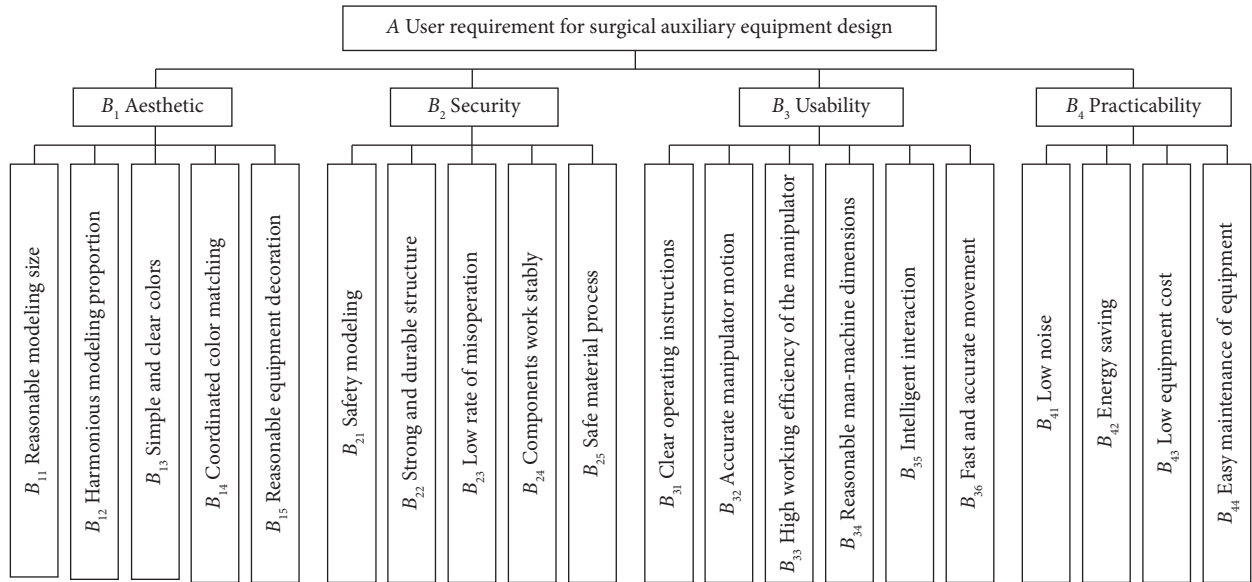 A User requirement for surgical auxiliary equipment design
B₁ Aesthetic
B₂ Security
B₃ Usability
B₄ Practicability
B₁₁ Reasonable modeling size
B₁₂ Harmonious modeling proportion
B₁₃ Simple and clear colors
B₁₄ Coordinated color matching
B₁₅ Reasonable equipment decoration
B₂₁ Safety modeling
B₂₂ Strong and durable structure
B₂₃ Low rate of misoperation
B₂₄ Components work stably
B₂₅ Safe material process
B₃₁ Clear operating instructions
B₃₂ Accurate manipulator motion
B₃₃ High working efficiency of the manipulator
B₃₄ Reasonable man-machine dimensions
B₃₅ Intelligent interaction
B₃₆ Fast and accurate movement
B₄₁ Low noise
B₄₂ Energy saving
B₄₃ Low equipment cost
B₄₄ Easy maintenance of equipment